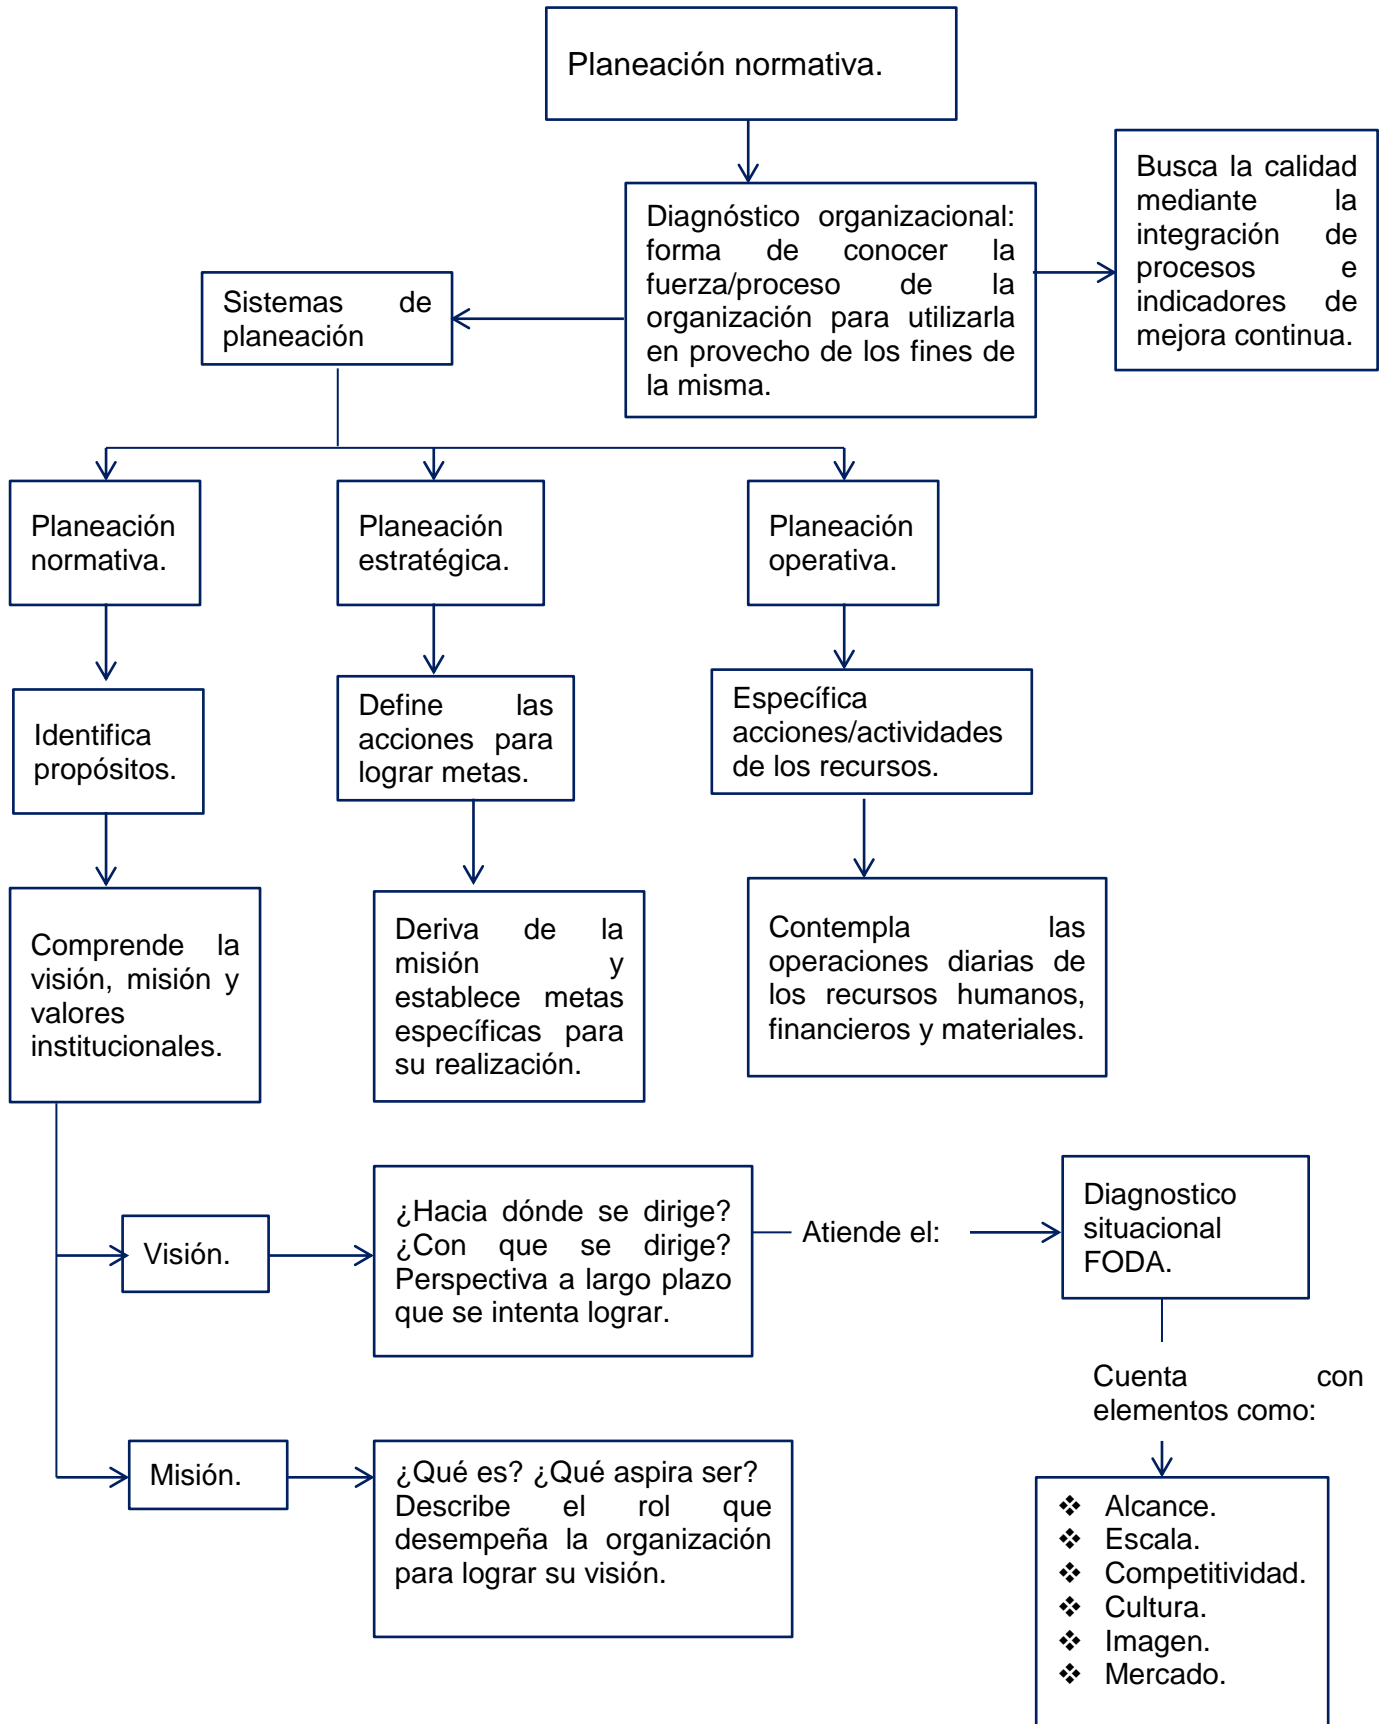 Planeación normativa.
Busca la calidad
mediante la
integración de
procesos e
indicadores de
mejora continua.
Diagnóstico organizacional:
forma de conocer la
fuerza/proceso de la
organización para utilizarla
en provecho de los fines de
la misma.
Sistemas de
planeación
Planeación
normativa.
Planeación
estratégica.
Planeación
operativa.
Identifica
propósitos.
Define las
acciones para
lograr metas.
Específica
acciones/actividades
de los recursos.
Comprende la
visión, misión y
valores
institucionales.
Deriva de la
misión y
establece metas
específicas para
su realización.
Contempla las
operaciones diarias de
los recursos humanos,
financieros y materiales.
Visión.
¿Hacia dónde se dirige?
¿Con que se dirige?
Perspectiva a largo plazo
que se intenta lograr.
Atiende el:
Diagnostico
situacional
FODA.
Cuenta con
elementos como:
Misión.
¿Qué es? ¿Qué aspira ser?
Describe el rol que
desempeña la organización
para lograr su visión.
❖ Alcance.
❖ Escala.
❖ Competitividad.
❖ Cultura.
❖ Imagen.
❖ Mercado.